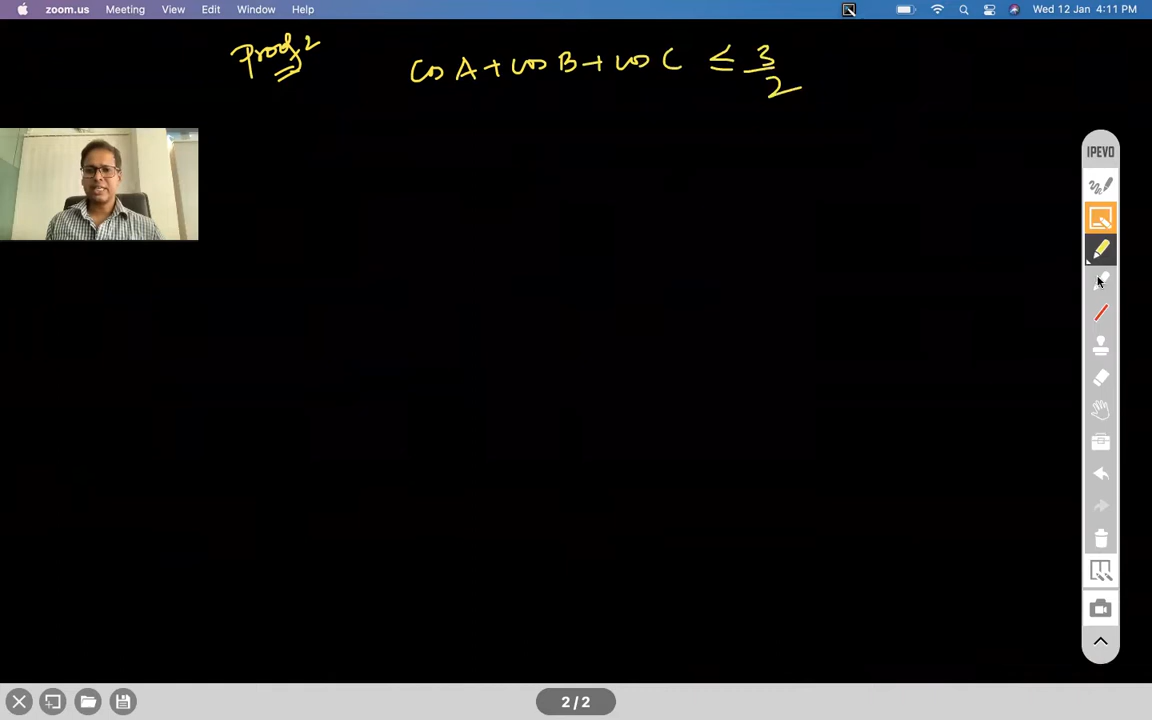 zoom.us Meeting View Edit Window Help Wed 12 Jan 4:11 PM
Proof 2
cos A + cos B + cos C ≤ 3/2
IPEVO
2/2